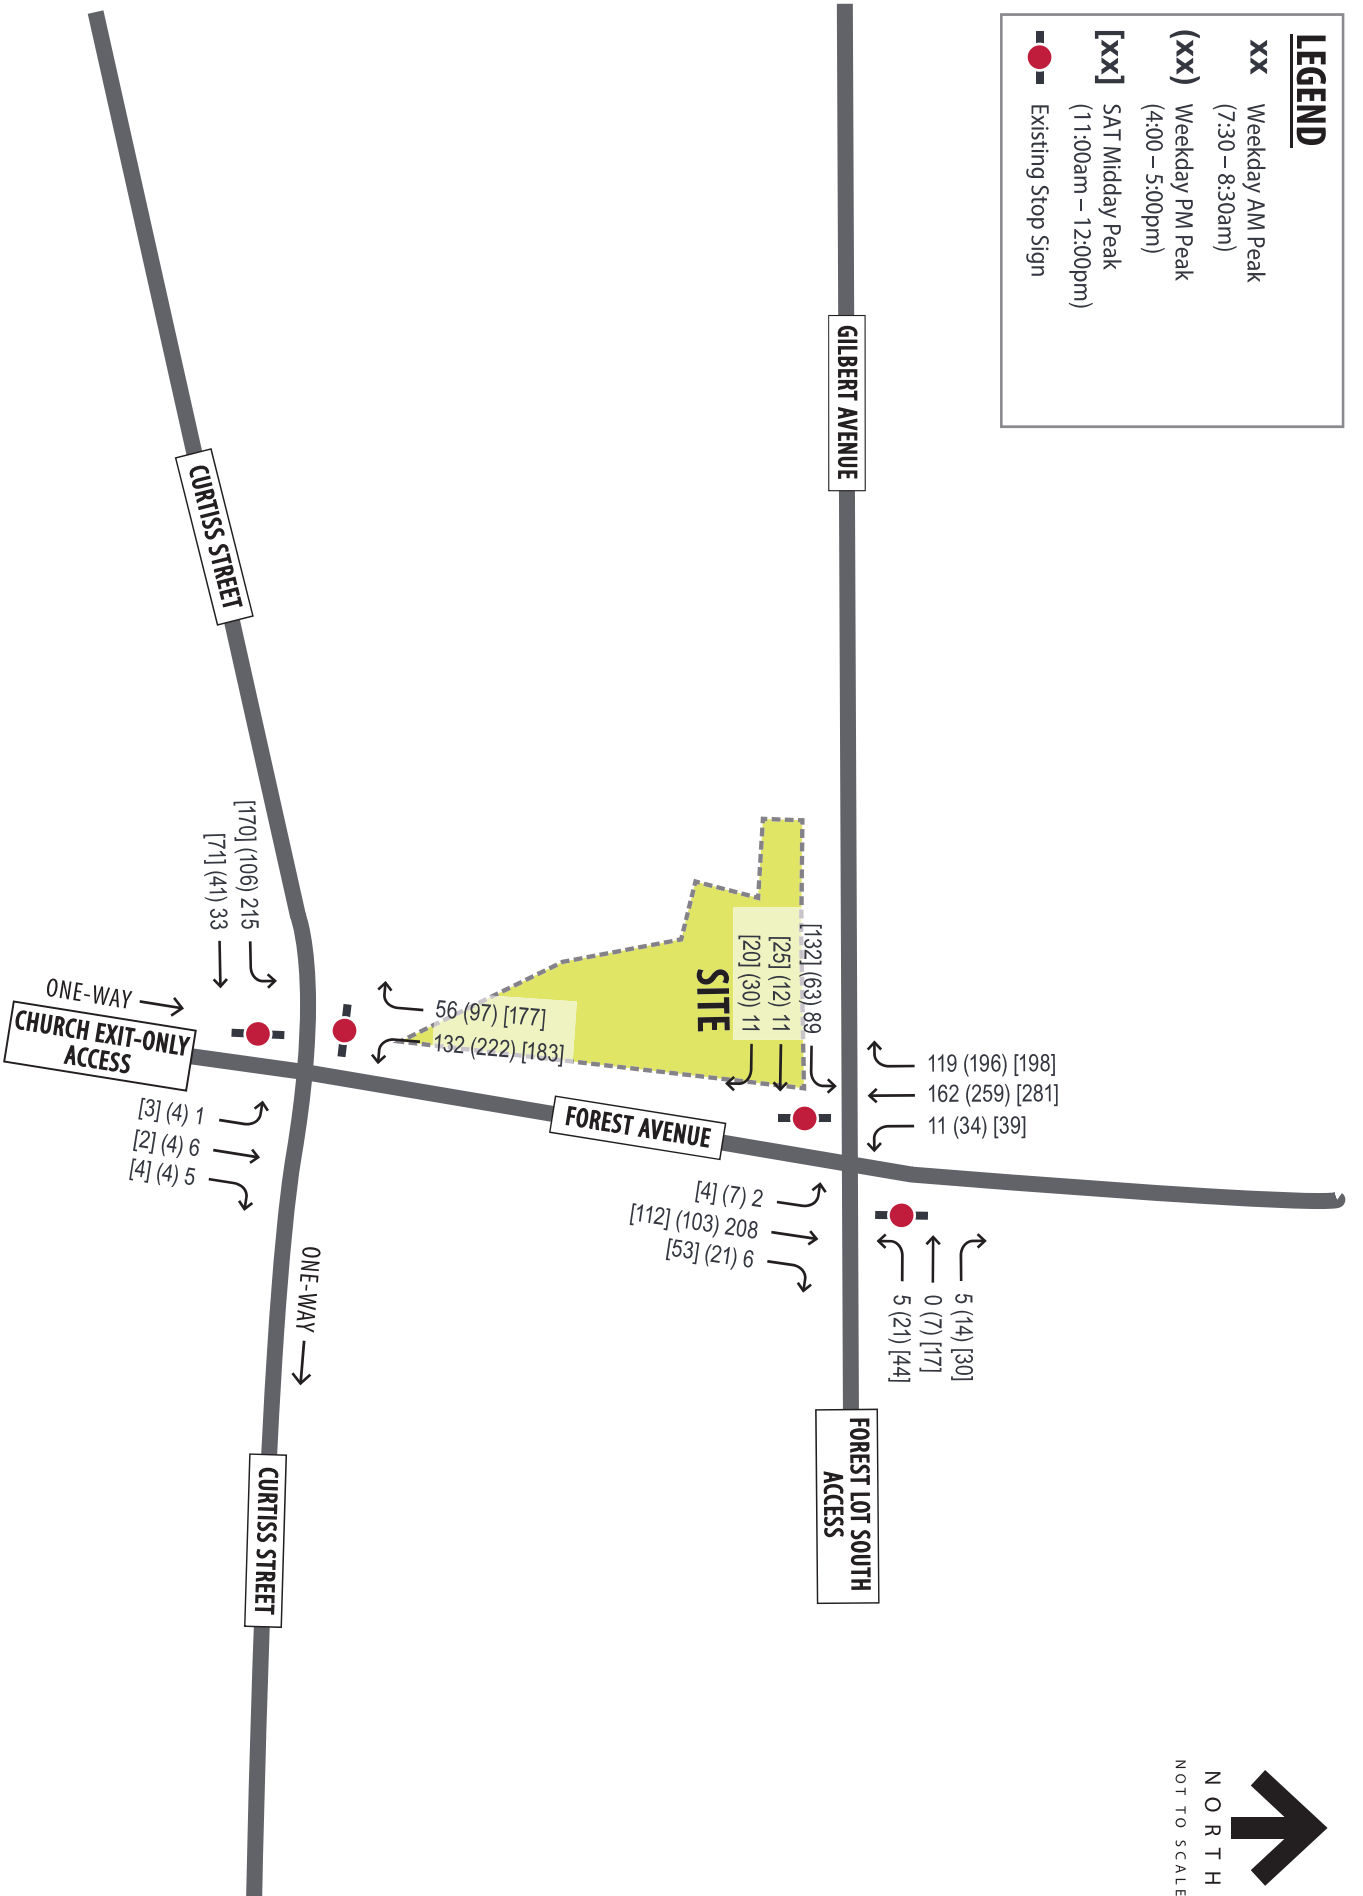 LEGEND
xx Weekday AM Peak
(7:30 – 8:30am)
(xx) Weekday PM Peak
(4:00 – 5:00pm)
[xx] SAT Midday Peak
(11:00am – 12:00pm)
Existing Stop Sign
GILBERT AVENUE
CURTISS STREET
[132] (63) 89
[25] (12) 11
[20] (30) 11
SITE
119 (196) [198]
162 (259) [281]
11 (34) [39]
5 (14) [30]
0 (7) [17]
5 (21) [44]
[4] (7) 2
[112] (103) 208
[53] (21) 6
FOREST LOT SOUTH
ACCESS
FOREST AVENUE
56 (97) [177]
132 (222) [183]
[170] (106) 215
[71] (41) 33
ONE-WAY
CHURCH EXIT-ONLY
ACCESS
[3] (4) 1
[2] (4) 6
[4] (4) 5
ONE-WAY
CURTISS STREET
NORTH
NOT TO SCALE